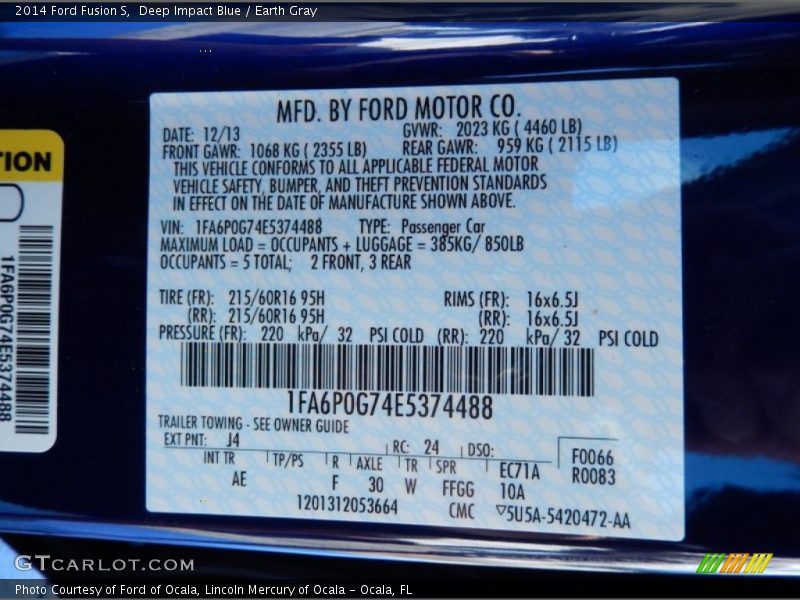 2014 Ford Fusion S,  Deep Impact Blue / Earth Gray
TION
1FA6P0G74E5374488
MFD. BY FORD MOTOR CO.
DATE: 12/13 GVWR: 2023 KG ( 4460 LB)
FRONT GAWR: 1068 KG ( 2355 LB) REAR GAWR: 959 KG ( 2115 LB)
THIS VEHICLE CONFORMS TO ALL APPLICABLE FEDERAL MOTOR
VEHICLE SAFETY, BUMPER, AND THEFT PREVENTION STANDARDS
IN EFFECT ON THE DATE OF MANUFACTURE SHOWN ABOVE.
VIN: 1FA6P0G74E5374488 TYPE: Passenger Car
MAXIMUM LOAD = OCCUPANTS + LUGGAGE = 385KG/ 850LB
OCCUPANTS = 5 TOTAL; 2 FRONT, 3 REAR
TIRE (FR): 215/60R16 95H RIMS (FR): 16x6.5J
(RR): 215/60R16 95H (RR): 16x6.5J
PRESSURE (FR): 220 kPa/ 32 PSI COLD (RR): 220 kPa/ 32 PSI COLD
1FA6P0G74E5374488
TRAILER TOWING - SEE OWNER GUIDE
EXT PNT: J4 RC: 24 DSO: F0066
INT TR TP/PS R AXLE TR SPR EC71A R0083
AE F 30 W FFGG 10A
1201312053664 CMC ▽5U5A-5420472-AA
GTCARLOT.COM
Photo Courtesy of Ford of Ocala, Lincoln Mercury of Ocala - Ocala, FL